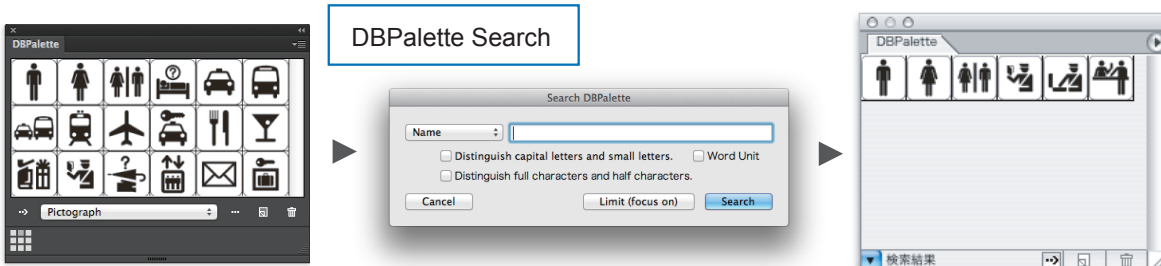 DBPalette
Pictograph
DBPalette Search
Search DBPalette
Name
Distinguish capital letters and small letters.
Word Unit
Distinguish full characters and half characters.
Cancel
Limit (focus on)
Search
DBPalette
検索結果